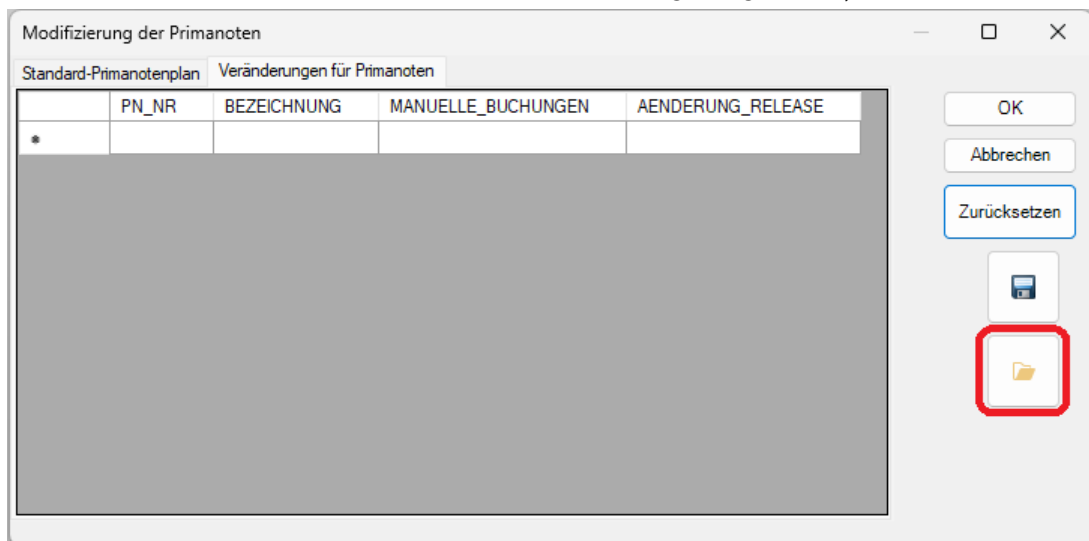 Modifizierung der Primanoten
Standard-Primanotenplan Veränderungen für Primanoten
PN_NR BEZEICHNUNG MANUELLE_BUCHUNGEN AENDERUNG_RELEASE
*
OK
Abbrechen
Zurücksetzen